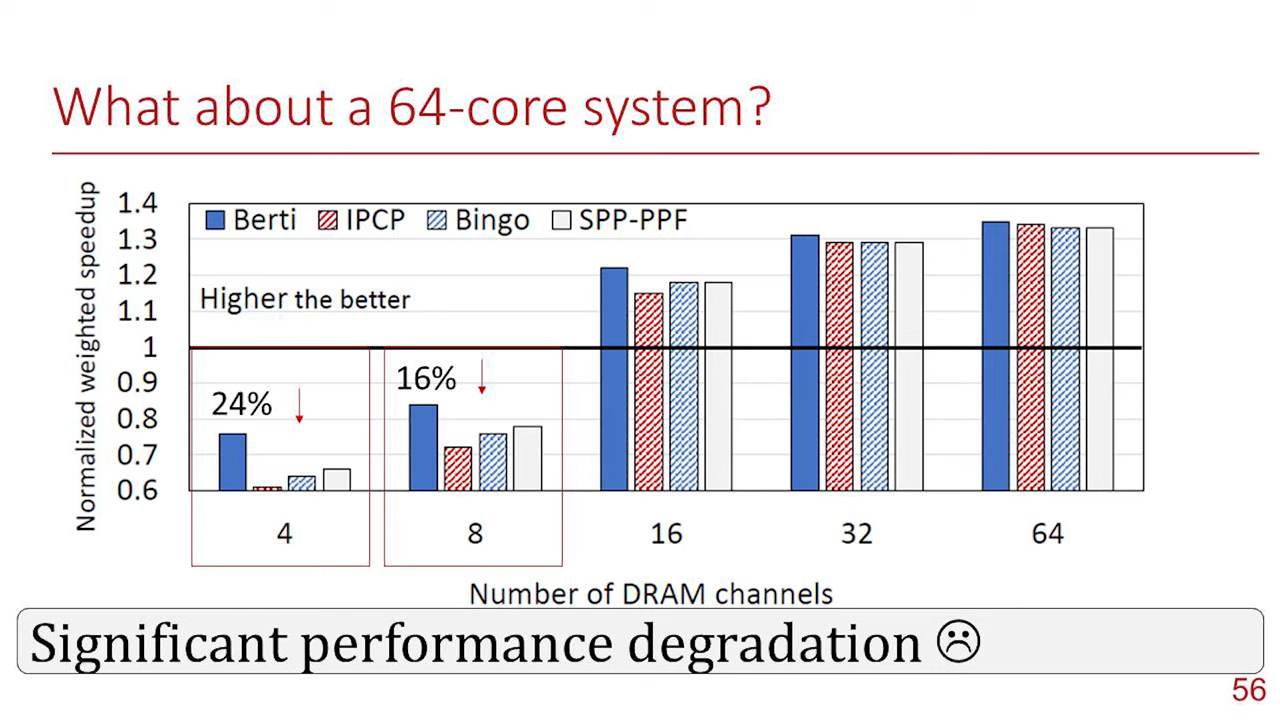 What about a 64-core system?
Normalized weighted speedup
1.4
1.3
1.2
1.1
1
0.9
0.8
0.7
0.6
Berti IPCP Bingo SPP-PPF
Higher the better
24%
16%
4 8 16 32 64
Number of DRAM channels
Significant performance degradation ☹
56